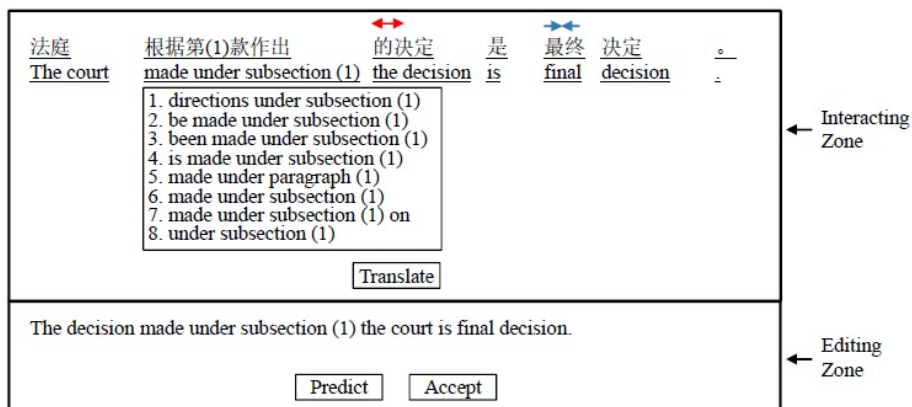 法庭 根据第(1)款作出 的决定 是 最终 决定 。
The court made under subsection (1) the decision is final decision .
1. directions under subsection (1)
2. be made under subsection (1)
3. been made under subsection (1)
4. is made under subsection (1)
5. made under paragraph (1)
6. made under subsection (1)
7. made under subsection (1) on
8. under subsection (1)
Translate
Interacting
Zone
The decision made under subsection (1) the court is final decision.
Predict Accept
Editing
Zone